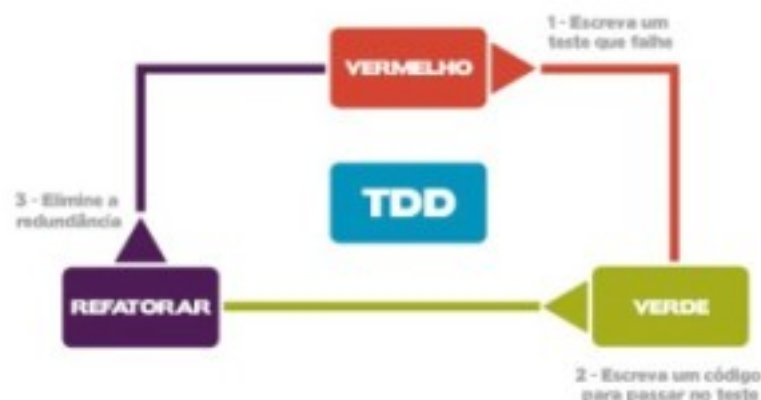 1 - Escreva um
teste que falhe
VERMELHO
TDD
3 - Elimine a
redundância
REFATORAR
VERDE
2 - Escreva um código
para passar no teste